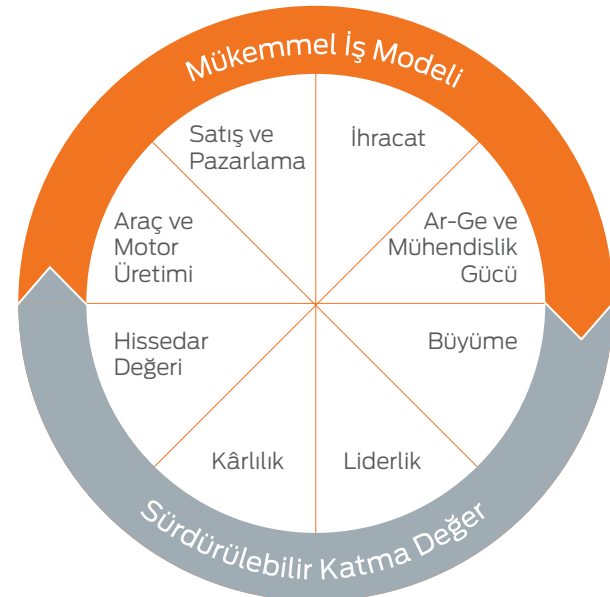 Mükemmel İş Modeli
Satış ve
Pazarlama
İhracat
Araç ve
Motor
Üretimi
Ar-Ge ve
Mühendislik
Gücü
Hissedar
Değeri
Büyüme
Kârlılık
Liderlik
Sürdürülebilir Katma Değer